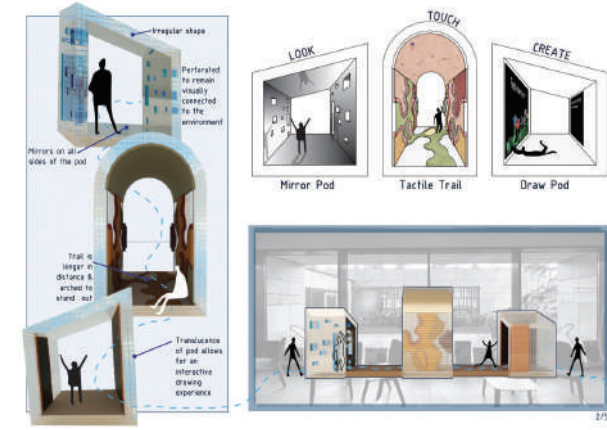 Irregular shape
Perforated
to remain
visually
connected
to the
environment
Mirrors on all
sides of the pod
Trail is
longer in
distance &
arched to
stand out
Translucence
of pod allows
for an
interactive
drawing
experience
LOOK
TOUCH
CREATE
Mirror Pod
Tactile Trail
Draw Pod